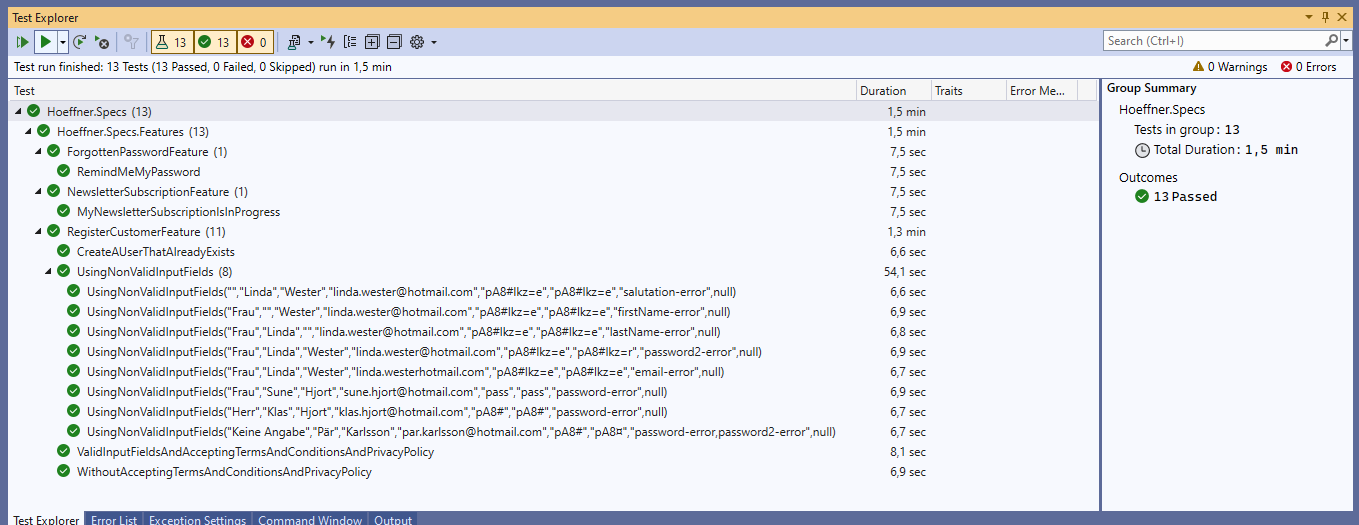 Test Explorer
13 13 0
Search (Ctrl+I)
Test run finished: 13 Tests (13 Passed, 0 Failed, 0 Skipped) run in 1,5 min 0 Warnings 0 Errors
Test Duration Traits Error Me...
Hoeffner.Specs (13) 1,5 min
Hoeffner.Specs.Features (13) 1,5 min
ForgottenPasswordFeature (1) 7,5 sec
RemindMeMyPassword 7,5 sec
NewsletterSubscriptionFeature (1) 7,5 sec
MyNewsletterSubscriptionIsInProgress 7,5 sec
RegisterCustomerFeature (11) 1,3 min
CreateAUserThatAlreadyExists 6,6 sec
UsingNonValidInputFields (8) 54,1 sec
UsingNonValidInputFields("","Linda","Wester","linda.wester@hotmail.com","pA8#lkz=e","pA8#lkz=e","salutation-error",null) 6,6 sec
UsingNonValidInputFields("Frau","","Wester","linda.wester@hotmail.com","pA8#lkz=e","pA8#lkz=e","firstName-error",null) 6,9 sec
UsingNonValidInputFields("Frau","Linda","","linda.wester@hotmail.com","pA8#lkz=e","pA8#lkz=e","lastName-error",null) 6,8 sec
UsingNonValidInputFields("Frau","Linda","Wester","linda.wester@hotmail.com","pA8#lkz=e","pA8#lkz=r","password2-error",null) 6,9 sec
UsingNonValidInputFields("Frau","Linda","Wester","linda.westerhotmail.com","pA8#lkz=e","pA8#lkz=e","email-error",null) 6,7 sec
UsingNonValidInputFields("Frau","Sune","Hjort","sune.hjort@hotmail.com","pass","pass","password-error",null) 6,9 sec
UsingNonValidInputFields("Herr","Klas","Hjort","klas.hjort@hotmail.com","pA8#","pA8#","password-error",null) 6,7 sec
UsingNonValidInputFields("Keine Angabe","Pär","Karlsson","par.karlsson@hotmail.com","pA8#","pA8¤","password-error,password2-error",null) 6,7 sec
ValidInputFieldsAndAcceptingTermsAndConditionsAndPrivacyPolicy 8,1 sec
WithoutAcceptingTermsAndConditionsAndPrivacyPolicy 6,9 sec
Group Summary
Hoeffner.Specs
Tests in group: 13
Total Duration: 1,5 min
Outcomes
13 Passed
Test Explorer Error List Exception Settings Command Window Output